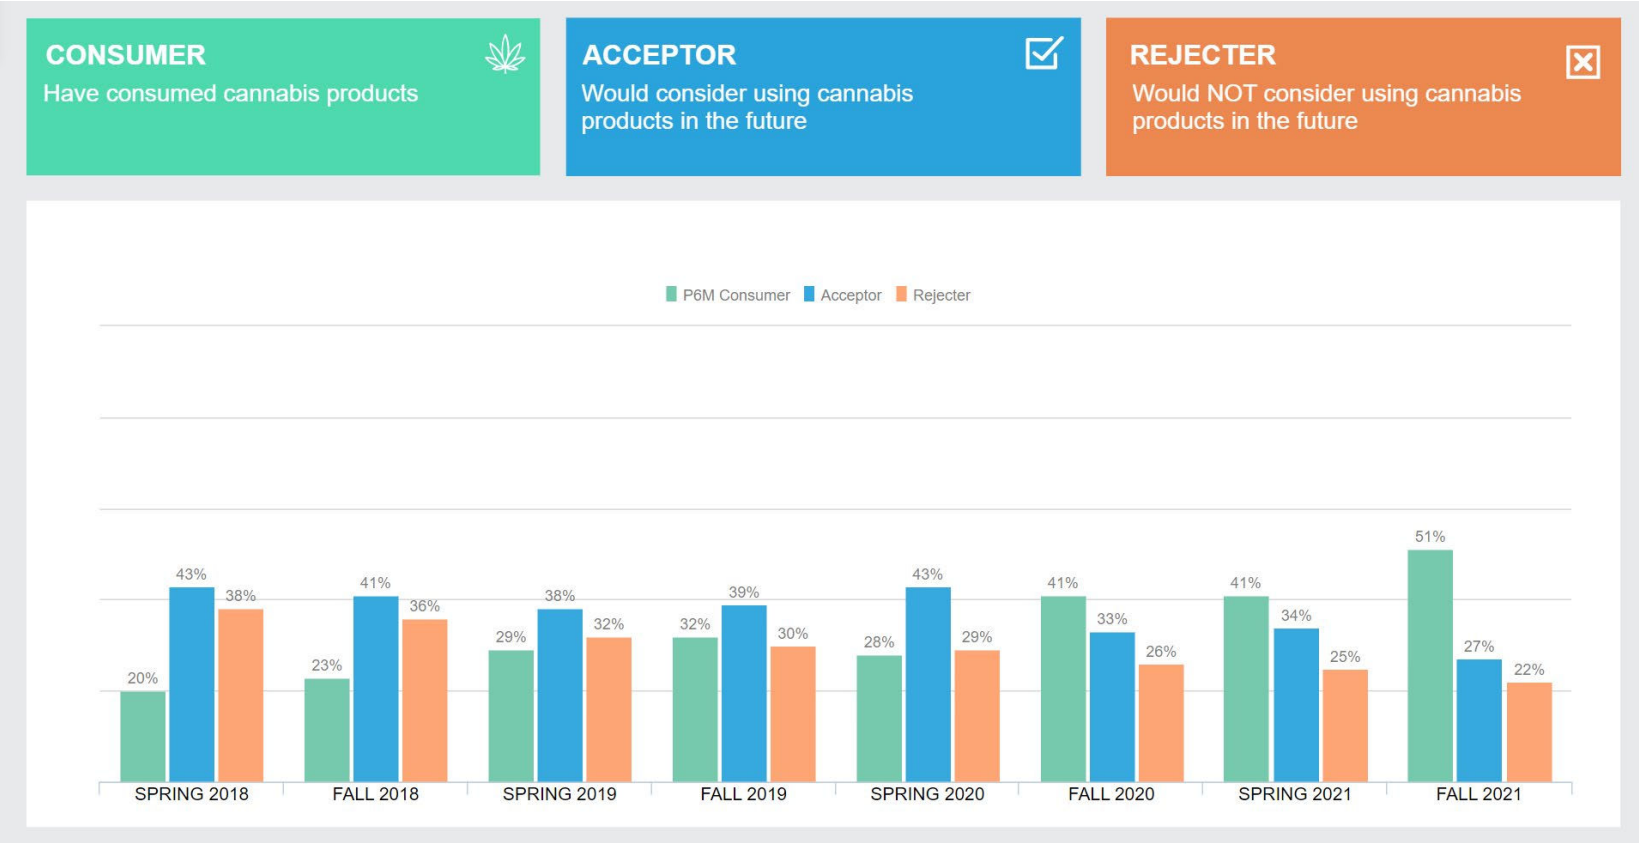 CONSUMER
Have consumed cannabis products
ACCEPTOR
Would consider using cannabis
products in the future
REJECTER
Would NOT consider using cannabis
products in the future
P6M Consumer Acceptor Rejecter
20% 43% 38%
23% 41% 36%
29% 38% 32%
32% 39% 30%
28% 43% 29%
41% 33% 26%
41% 34% 25%
51% 27% 22%
SPRING 2018 FALL 2018 SPRING 2019 FALL 2019 SPRING 2020 FALL 2020 SPRING 2021 FALL 2021